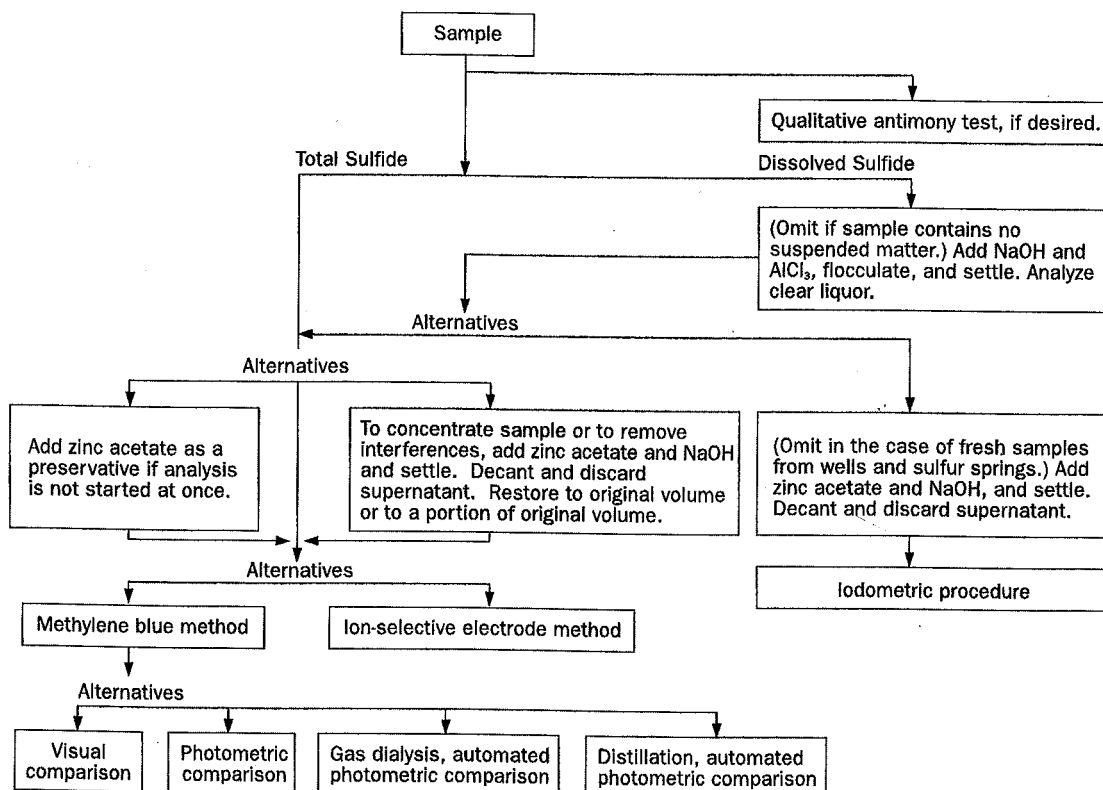 Sample
Qualitative antimony test, if desired.
Total Sulfide
Dissolved Sulfide
(Omit if sample contains no
suspended matter.) Add NaOH and
AlCl₃, flocculate, and settle. Analyze
clear liquor.
Alternatives
Alternatives
Add zinc acetate as a
preservative if analysis
is not started at once.
To concentrate sample or to remove
interferences, add zinc acetate and NaOH
and settle. Decant and discard
supernatant. Restore to original volume
or to a portion of original volume.
(Omit in the case of fresh samples
from wells and sulfur springs.) Add
zinc acetate and NaOH, and settle.
Decant and discard supernatant.
Alternatives
Iodometric procedure
Methylene blue method
Ion-selective electrode method
Alternatives
Visual
comparison
Photometric
comparison
Gas dialysis, automated
photometric comparison
Distillation, automated
photometric comparison